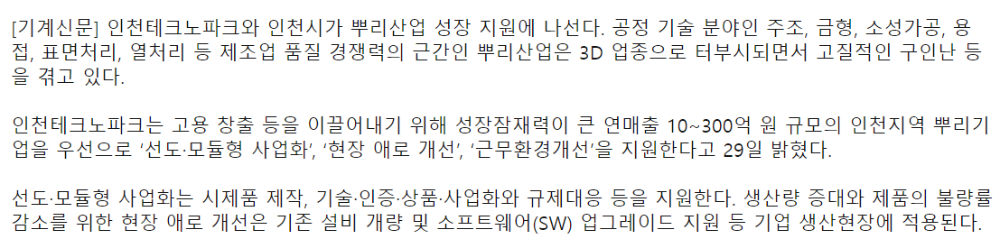 [기계신문] 인천테크노파크와 인천시가 뿌리산업 성장 지원에 나선다. 공정 기술 분야인 주조, 금형, 소성가공, 용
접, 표면처리, 열처리 등 제조업 품질 경쟁력의 근간인 뿌리산업은 3D 업종으로 터부시되면서 고질적인 구인난 등
을 겪고 있다.
인천테크노파크는 고용 창출 등을 이끌어내기 위해 성장잠재력이 큰 연매출 10~300억 원 규모의 인천지역 뿌리기
업을 우선으로 ‘선도·모듈형 사업화’, ‘현장 애로 개선’, ‘근무환경개선’을 지원한다고 29일 밝혔다.
선도·모듈형 사업화는 시제품 제작, 기술·인증·상품·사업화와 규제대응 등을 지원한다. 생산량 증대와 제품의 불량률
감소를 위한 현장 애로 개선은 기존 설비 개량 및 소프트웨어(SW) 업그레이드 지원 등 기업 생산현장에 적용된다.